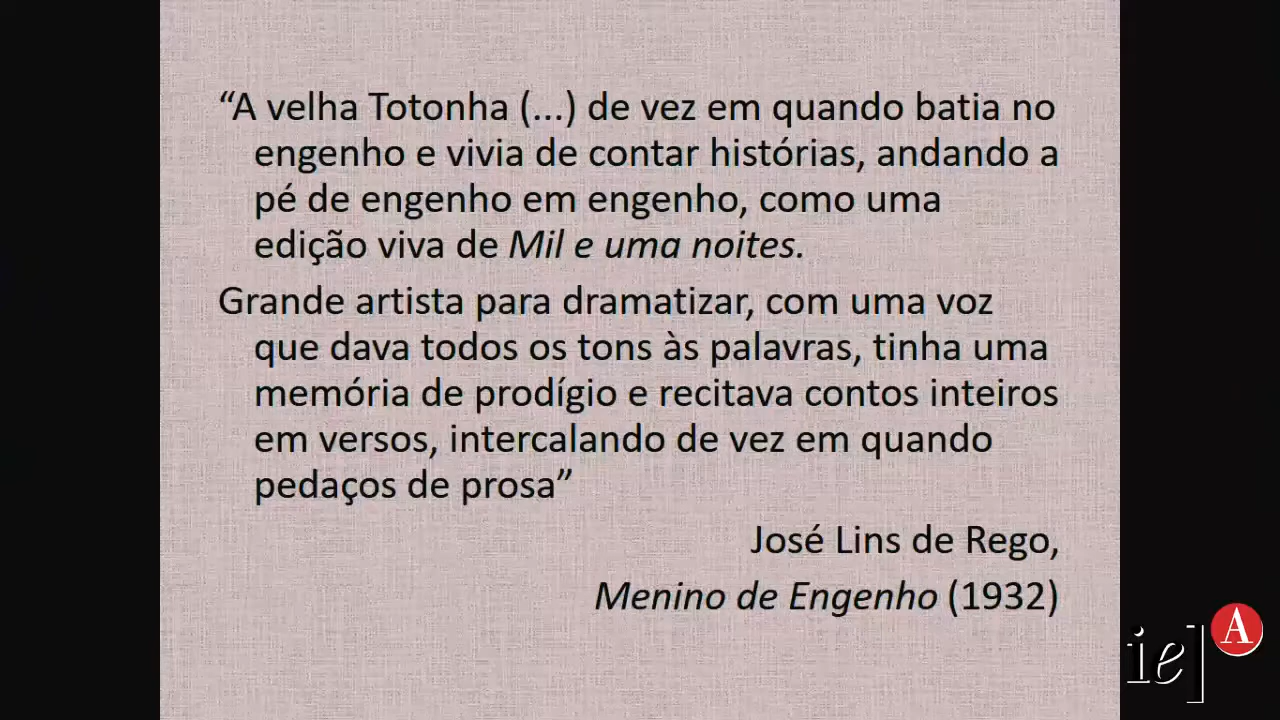 “A velha Totonha (...) de vez em quando batia no
engenho e vivia de contar histórias, andando a
pé de engenho em engenho, como uma
edição viva de Mil e uma noites.
Grande artista para dramatizar, com uma voz
que dava todos os tons às palavras, tinha uma
memória de prodígio e recitava contos inteiros
em versos, intercalando de vez em quando
pedaços de prosa”
José Lins de Rego,
Menino de Engenho (1932)
ie] A